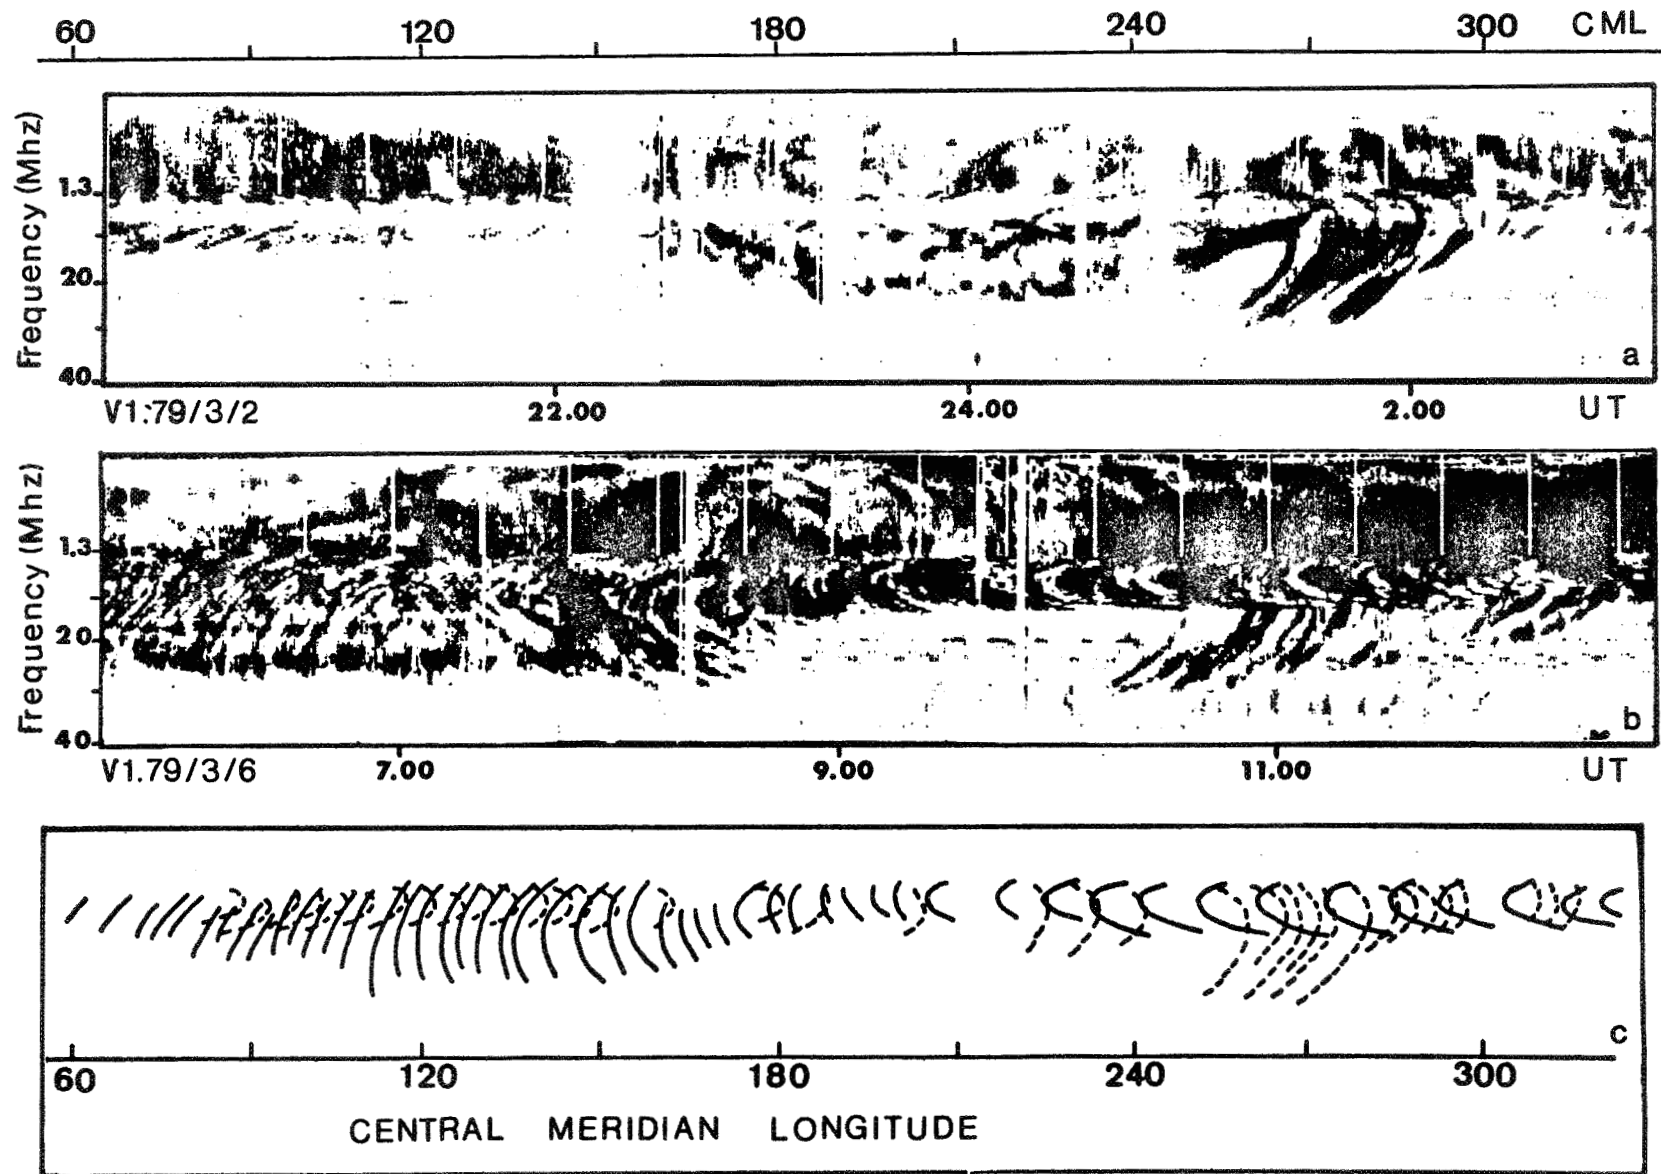 60 120 180 240 300 CML
Frequency (Mhz)
1.3
20
40
a
V1:79/3/2 22.00 24.00 2.00 UT
Frequency (Mhz)
1.3
20
40
b
V1.79/3/6 7.00 9.00 11.00 UT
c
60 120 180 240 300
CENTRAL MERIDIAN LONGITUDE